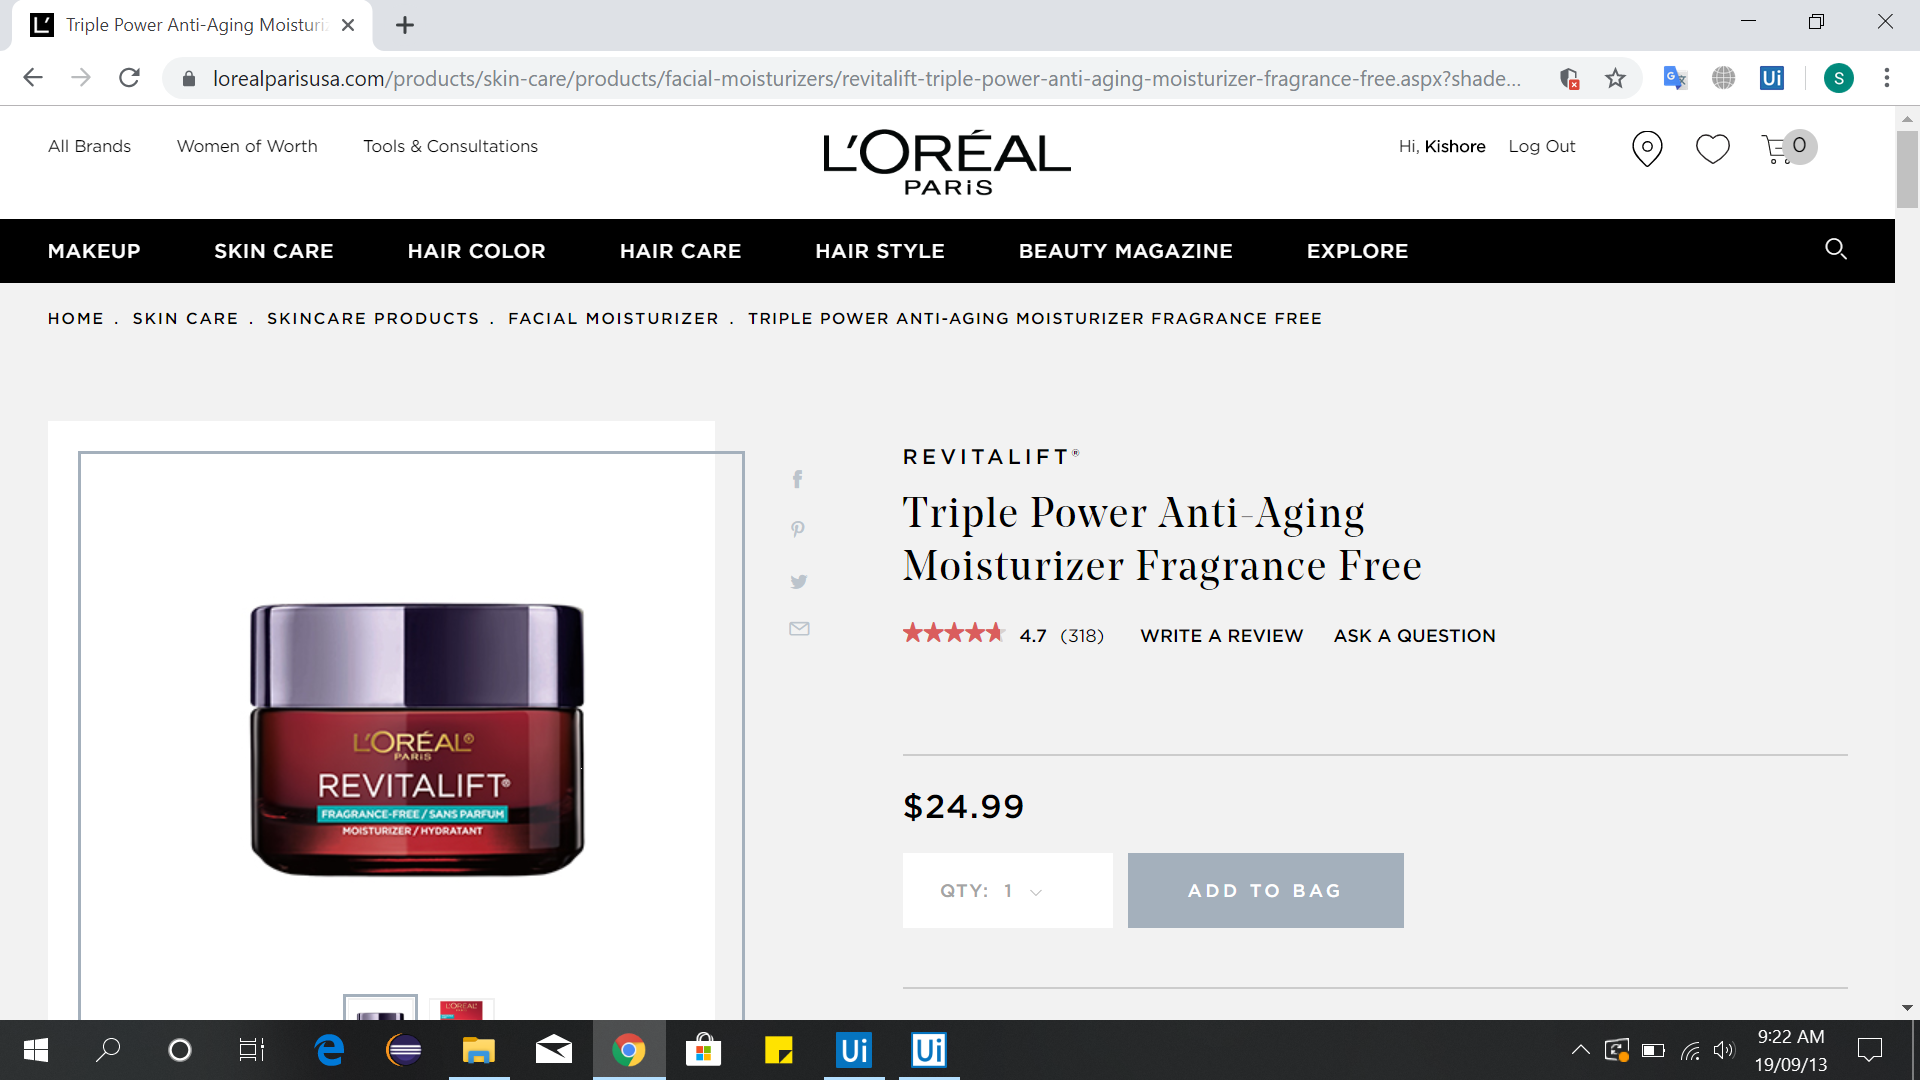 Triple Power Anti-Aging Moisturi
lorealparisusa.com/products/skin-care/products/facial-moisturizers/revitalift-triple-power-anti-aging-moisturizer-fragrance-free.aspx?shade...
Ui
S
All Brands
Women of Worth
Tools & Consultations
L'ORÉAL
PARiS
Hi, Kishore
Log Out
0
MAKEUP
SKIN CARE
HAIR COLOR
HAIR CARE
HAIR STYLE
BEAUTY MAGAZINE
EXPLORE
HOME . SKIN CARE . SKINCARE PRODUCTS . FACIAL MOISTURIZER . TRIPLE POWER ANTI-AGING MOISTURIZER FRAGRANCE FREE
REVITALIFT®
Triple Power Anti-Aging
Moisturizer Fragrance Free
4.7 (318)
WRITE A REVIEW
ASK A QUESTION
L'ORÉAL®
PARiS
REVITALIFT®
FRAGRANCE-FREE / SANS PARFUM
MOISTURIZER / HYDRATANT
$24.99
QTY: 1
ADD TO BAG
L'OREAL
Ui
Ui
9:22 AM
19/09/13